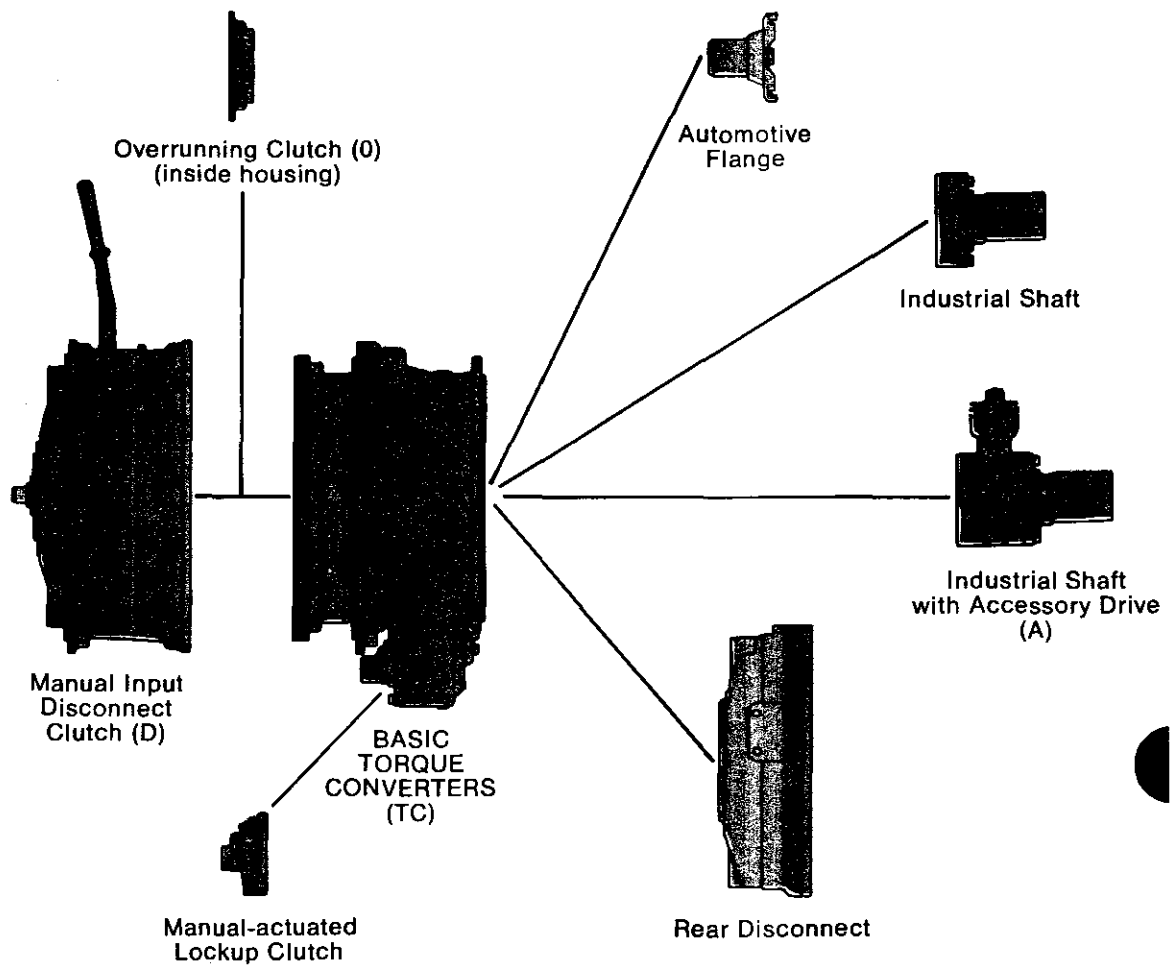 Overrunning Clutch (0)
(inside housing)
Automotive
Flange
Industrial Shaft
Industrial Shaft
with Accessory Drive
(A)
Manual Input
Disconnect
Clutch (D)
BASIC
TORQUE
CONVERTERS
(TC)
Manual-actuated
Lockup Clutch
Rear Disconnect